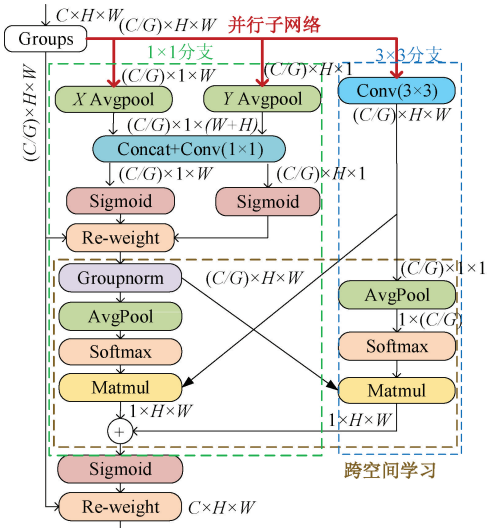 C×H×W
Groups
(C/G)×H×W 并行子网络
1×1分支
3×3分支
(C/G)×H×W
(C/G)×1×W
(C/G)×H×1
X Avgpool
Y Avgpool
Conv(3×3)
(C/G)×1×(W+H)
(C/G)×H×W
Concat+Conv(1×1)
(C/G)×1×W
(C/G)×H×1
Sigmoid
Sigmoid
Re-weight
Groupnorm
(C/G)×H×W
(C/G)×1×1
AvgPool
AvgPool
1×(C/G)
Softmax
Softmax
Matmul
Matmul
1×H×W
1×H×W
+
Sigmoid
跨空间学习
Re-weight
C×H×W